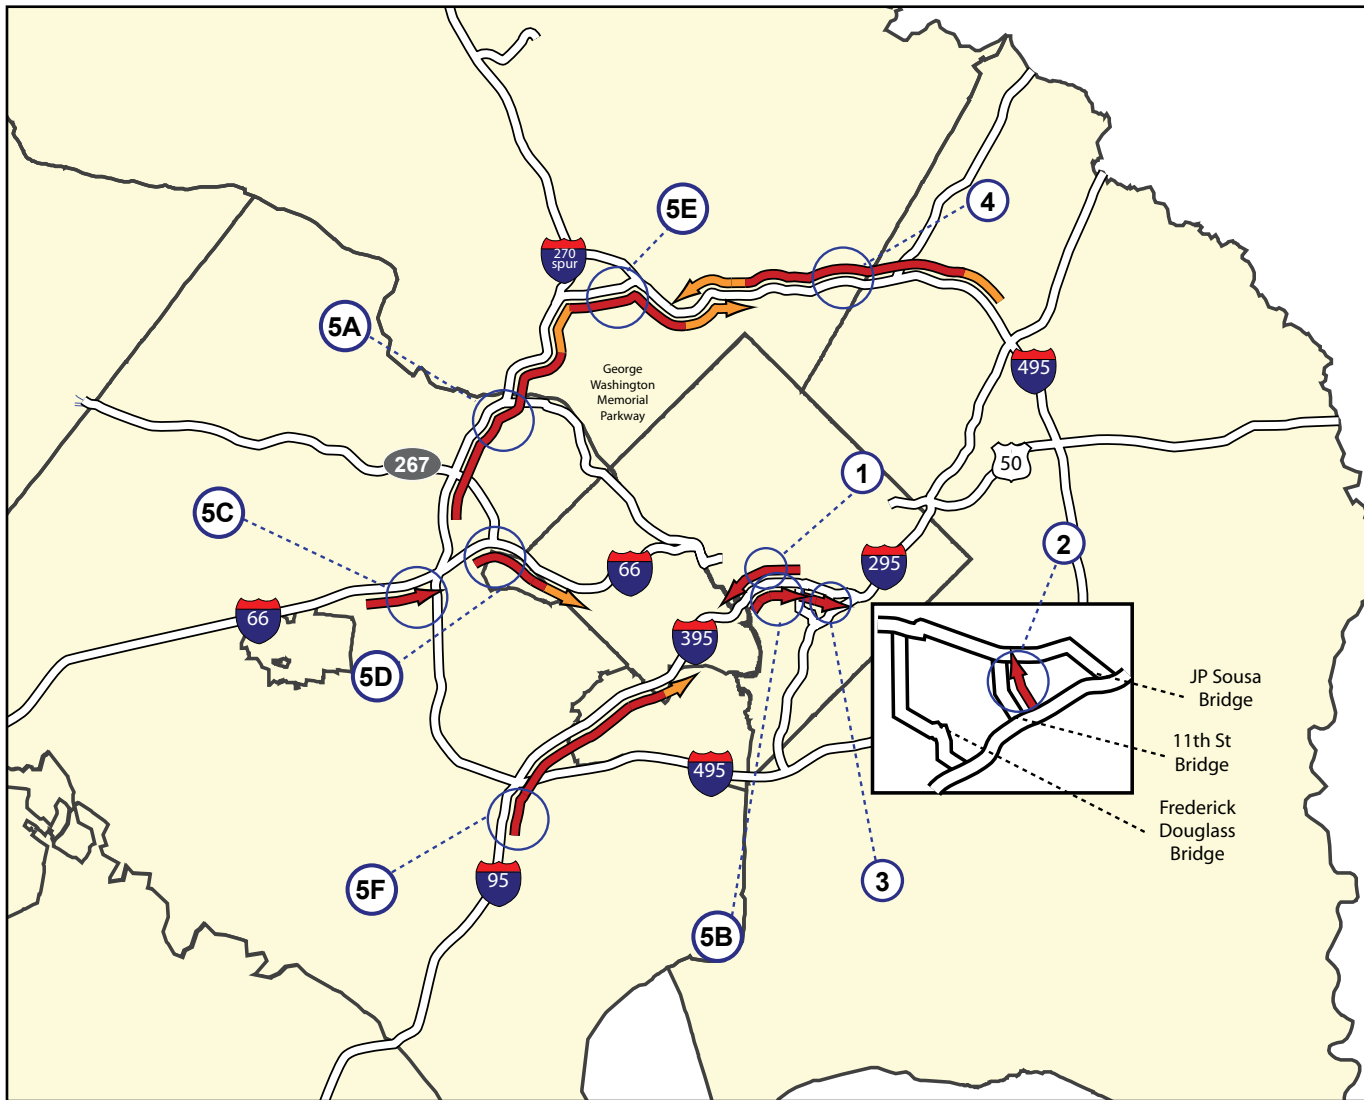 4
5E
270
spur
5A
George
Washington
Memorial
Parkway
495
50
267
1
5C
2
295
66
66
395
5D
JP Sousa
Bridge
11th St
Bridge
495
Frederick
Douglass
Bridge
5F
95
3
5B